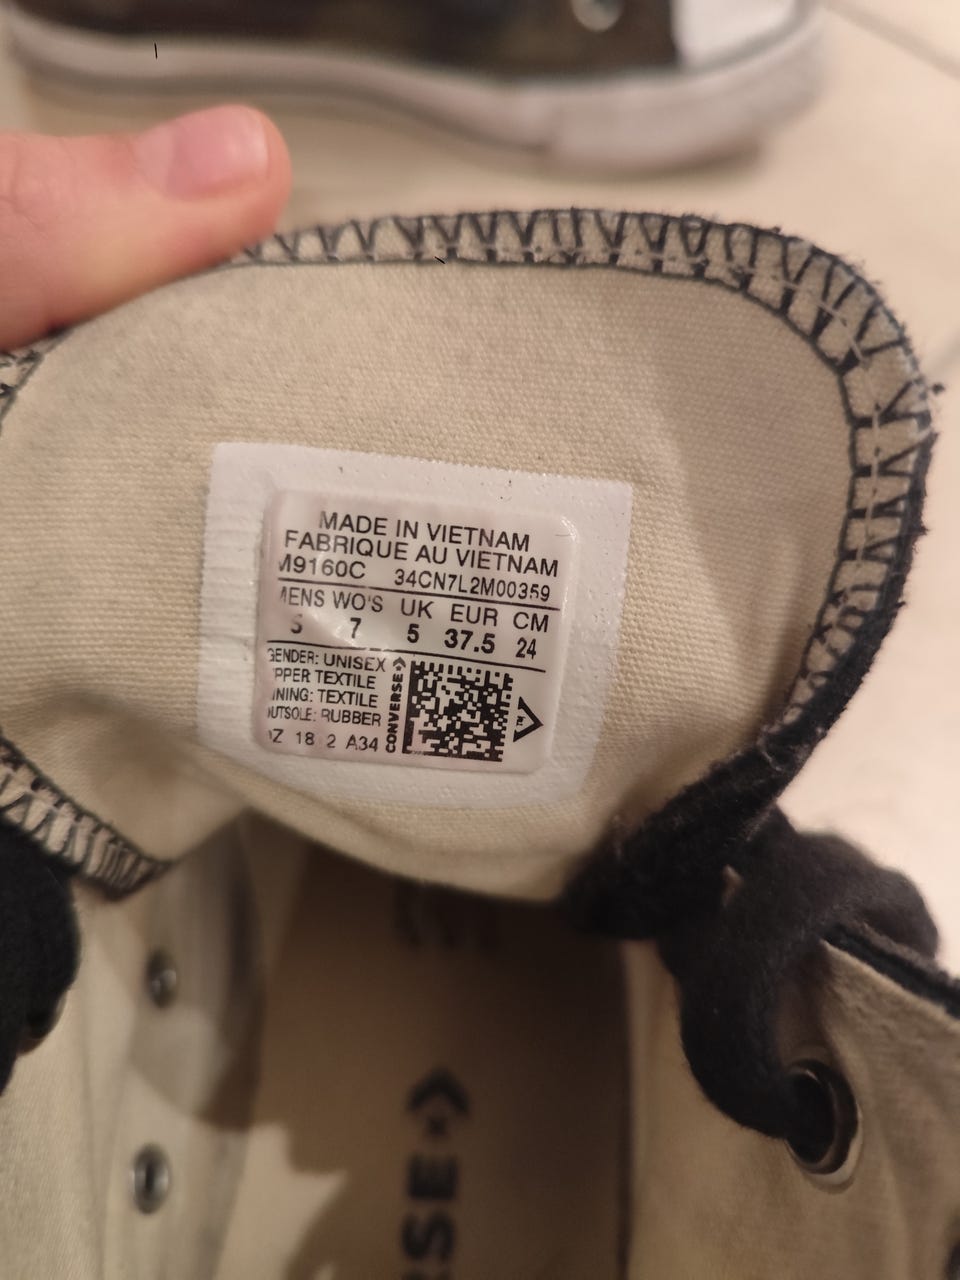 MADE IN VIETNAM
FABRIQUE AU VIETNAM
M9160C 34CN7L2M00359
MENS WO'S UK EUR CM
5 7 5 37.5 24
GENDER: UNISEX
UPPER TEXTILE
LINING: TEXTILE
OUTSOLE: RUBBER
18 2 A34
CONVERSE